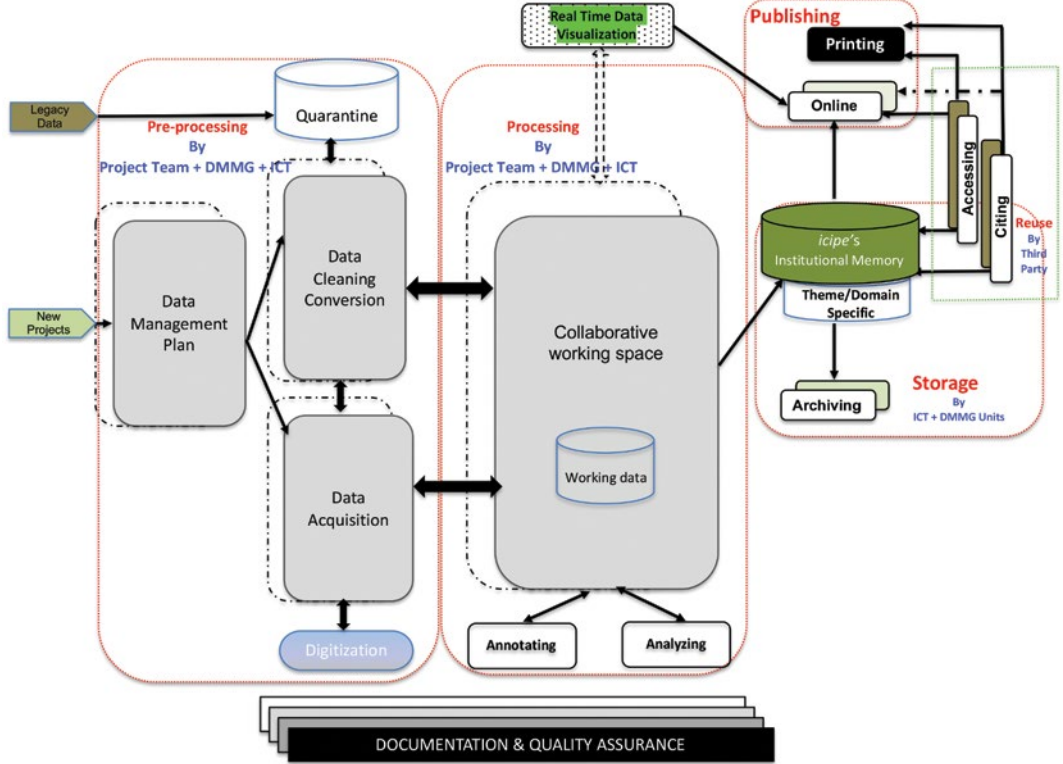 Real Time Data
Visualization
Publishing
Printing
Online
Legacy
Data
Quarantine
Pre-processing
By
Project Team + DMMG + ICT
Processing
By
Project Team + DMMG + ICT
Accessing
Citing
Reuse
By
Third
Party
Data
Cleaning
Conversion
icipe's
Institutional Memory
Theme/Domain
Specific
New
Projects
Data
Management
Plan
Collaborative
working space
Archiving
Storage
By
ICT + DMMG Units
Working data
Data
Acquisition
Digitization
Annotating
Analyzing
DOCUMENTATION & QUALITY ASSURANCE